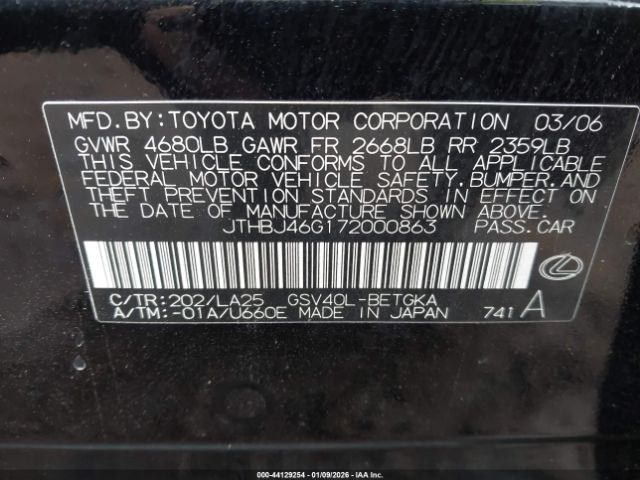 MFD.BY:TOYOTA MOTOR CORPORATION 03/06
GVWR 4680LB GAWR FR 2668LB RR 2359LB
THIS VEHICLE CONFORMS TO ALL APPLICABLE
FEDERAL MOTOR VEHICLE SAFETY,BUMPER,AND
THEFT PREVENTION STANDARDS IN EFFECT ON
THE DATE OF MANUFACTURE SHOWN ABOVE.
JTHBJ46G172000863 PASS.CAR
C/TR:202/LA25 GSV40L-BETGKA
A/TM:-01A/U660E MADE IN JAPAN 741 A
000-44129254 - 01/09/2026 - IAAI.COM